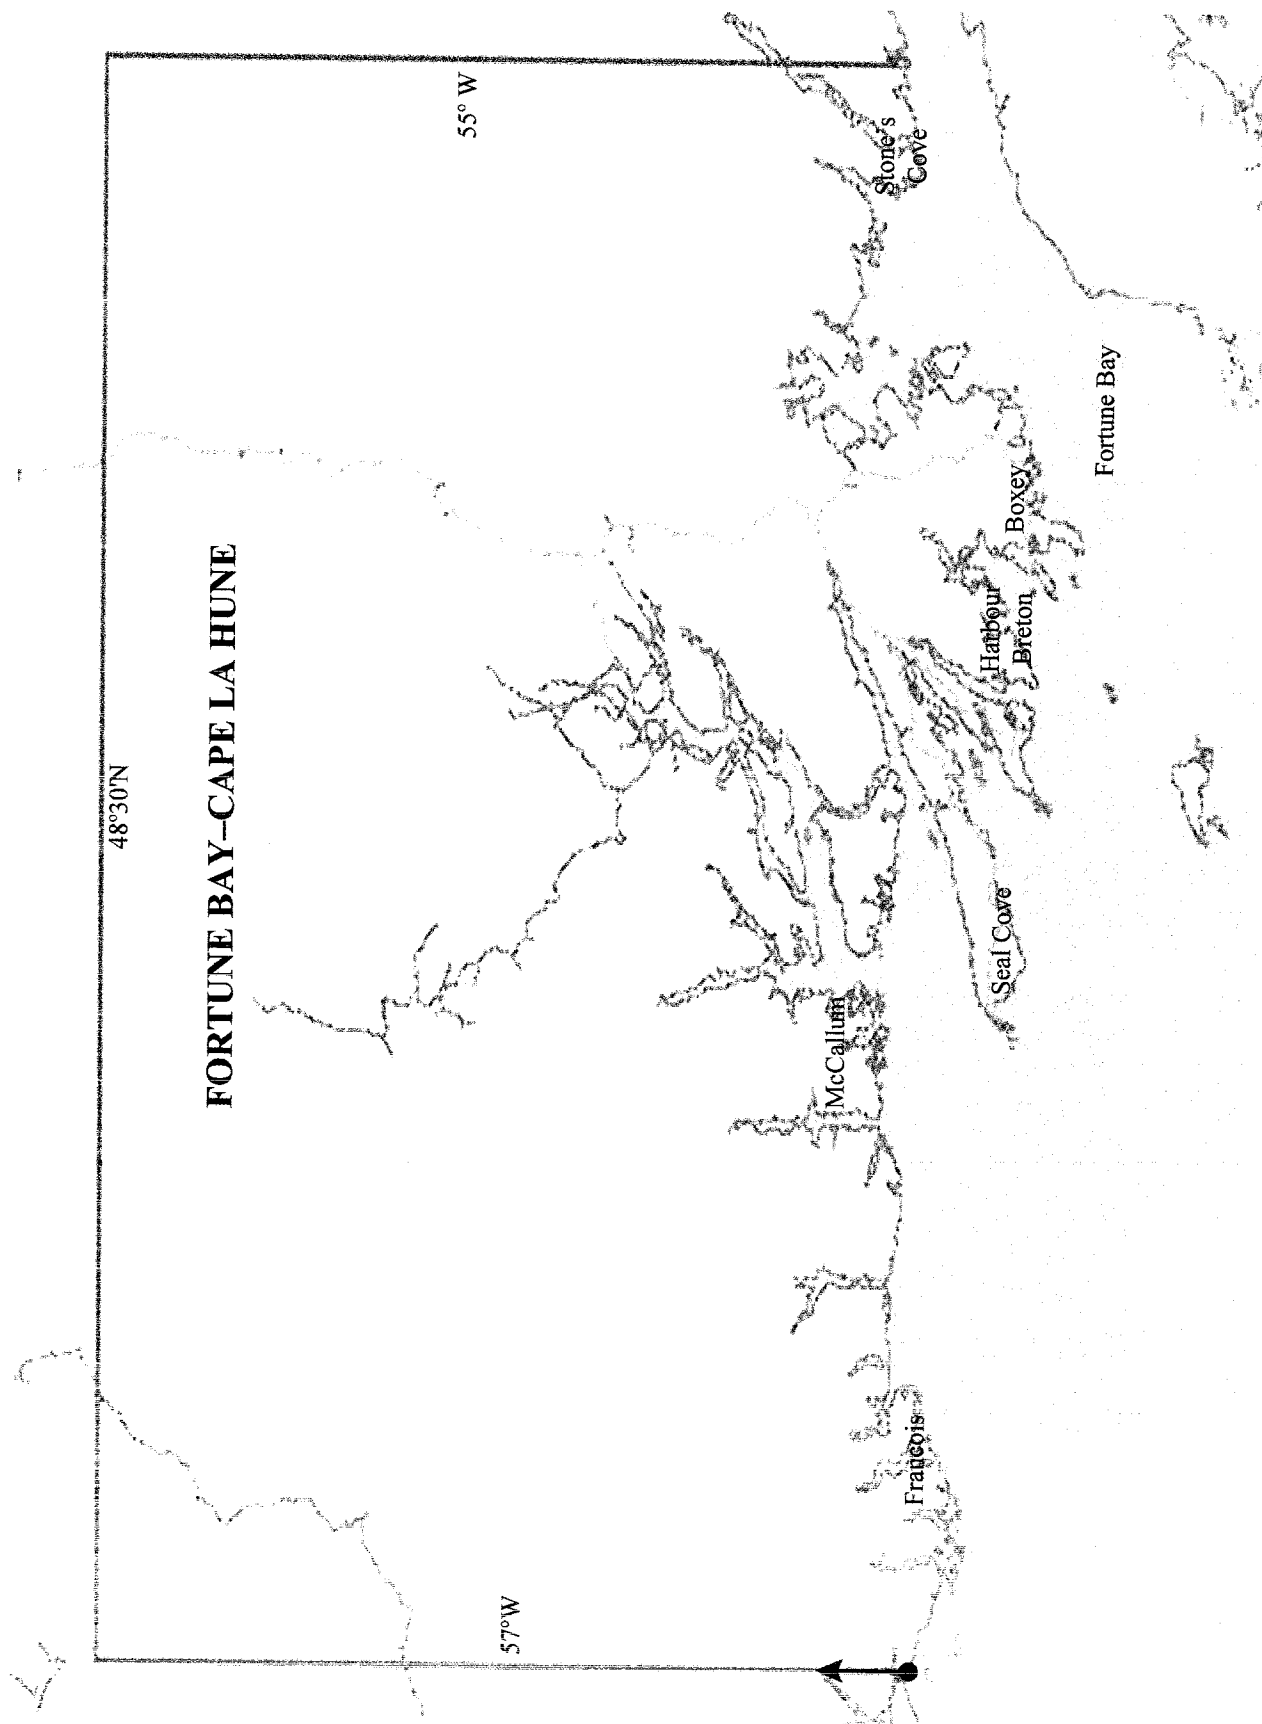 48°30'N
FORTUNE BAY–CAPE LA HUNE
57°W
55° W
McCallum
Stone's
Cove
Francois
Seal Cove
Harbour
Breton
Boxey
Fortune Bay